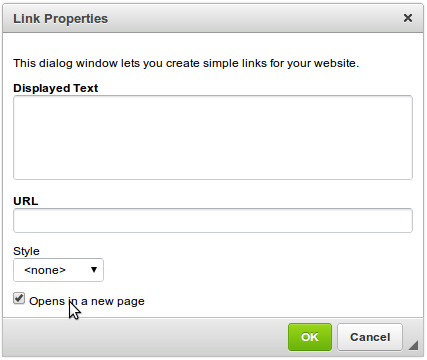 Link Properties
This dialog window lets you create simple links for your website.
Displayed Text
URL
Style
<none>
Opens in a new page
OK Cancel